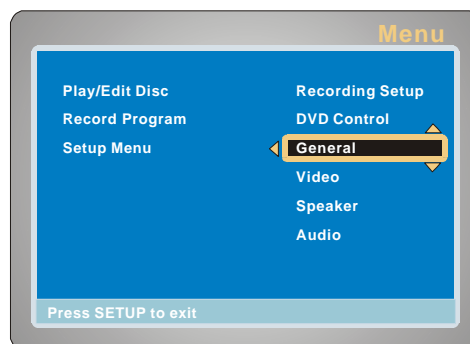 Menu
Play/Edit Disc
Record Program
Setup Menu
Recording Setup
DVD Control
General
Video
Speaker
Audio
Press SETUP to exit